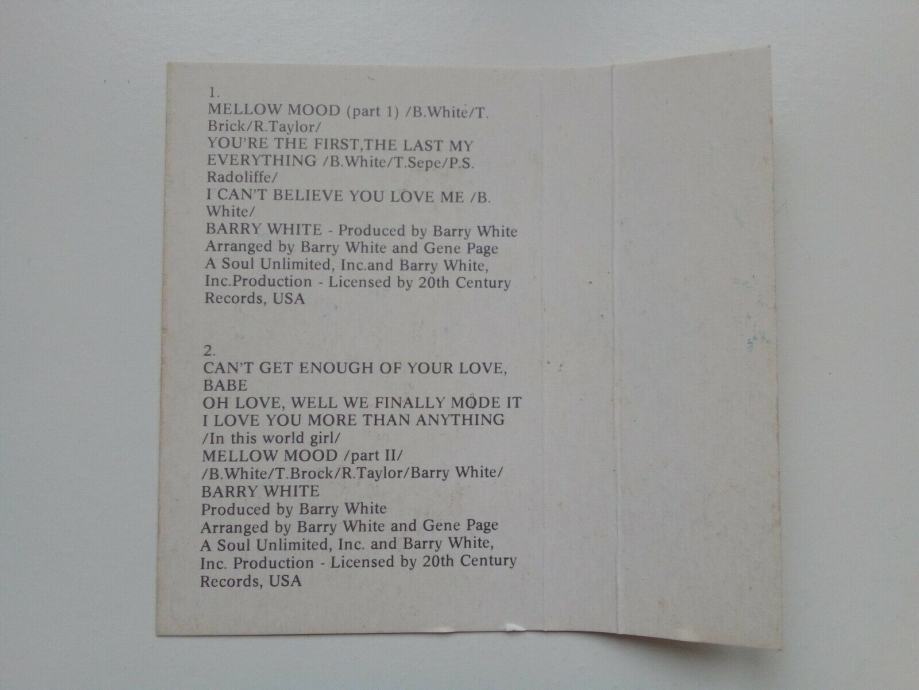 1.
MELLOW MOOD (part 1) /B.White/T.
Brick/R.Taylor/
YOU'RE THE FIRST,THE LAST MY
EVERYTHING /B.White/T.Sepe/P.S.
Radoliffe/
I CAN'T BELIEVE YOU LOVE ME /B.
White/
BARRY WHITE - Produced by Barry White
Arranged by Barry White and Gene Page
A Soul Unlimited, Inc.and Barry White,
Inc.Production - Licensed by 20th Century
Records, USA
2.
CAN'T GET ENOUGH OF YOUR LOVE,
BABE
OH LOVE, WELL WE FINALLY MODE IT
I LOVE YOU MORE THAN ANYTHING
/In this world girl/
MELLOW MOOD /part II/
/B.White/T.Brock/R.Taylor/Barry White/
BARRY WHITE
Produced by Barry White
Arranged by Barry White and Gene Page
A Soul Unlimited, Inc. and Barry White,
Inc. Production - Licensed by 20th Century
Records, USA